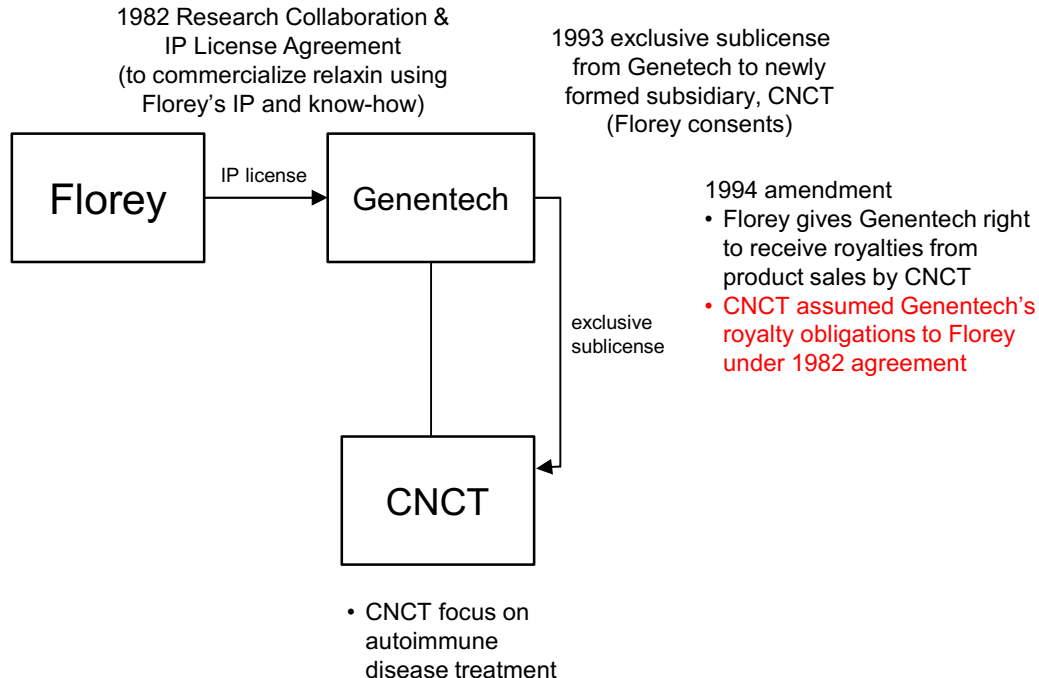 1982 Research Collaboration &
IP License Agreement
(to commercialize relaxin using
Florey's IP and know-how)
1993 exclusive sublicense
from Genetech to newly
formed subsidiary, CNCT
(Florey consents)
Florey
IP license
Genentech
1994 amendment
• Florey gives Genentech right
to receive royalties from
product sales by CNCT
• CNCT assumed Genentech's
royalty obligations to Florey
under 1982 agreement
exclusive
sublicense
CNCT
• CNCT focus on
autoimmune
disease treatment